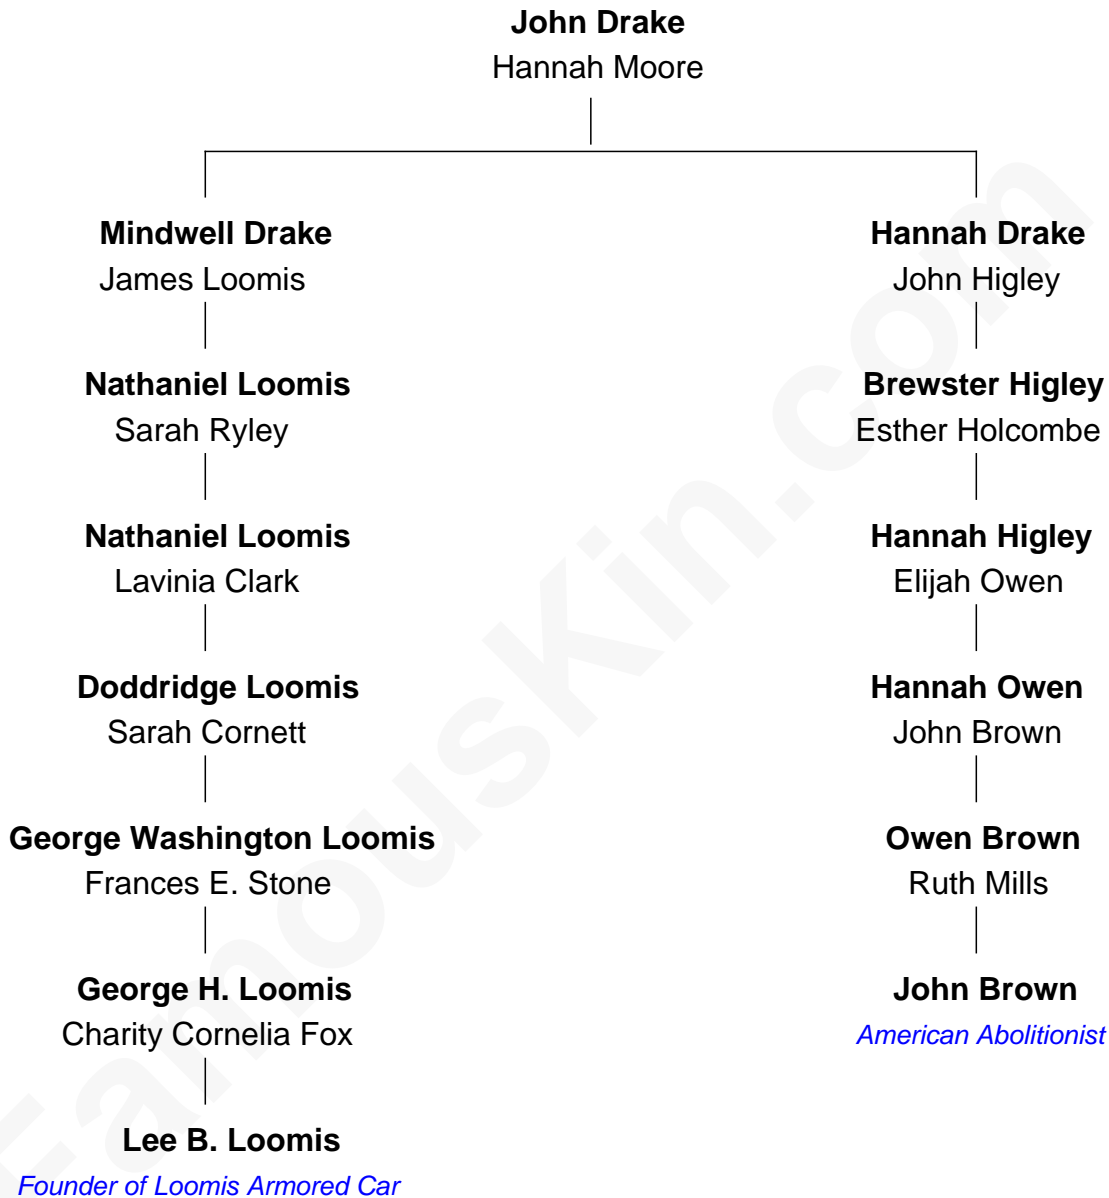 John Drake
Hannah Moore
Mindwell Drake
James Loomis
Hannah Drake
John Higley
Nathaniel Loomis
Sarah Ryley
Brewster Higley
Esther Holcombe
Nathaniel Loomis
Lavinia Clark
Hannah Higley
Elijah Owen
Doddridge Loomis
Sarah Cornett
Hannah Owen
John Brown
George Washington Loomis
Frances E. Stone
Owen Brown
Ruth Mills
George H. Loomis
Charity Cornelia Fox
John Brown
American Abolitionist
Lee B. Loomis
Founder of Loomis Armored Car
FamousKin.com